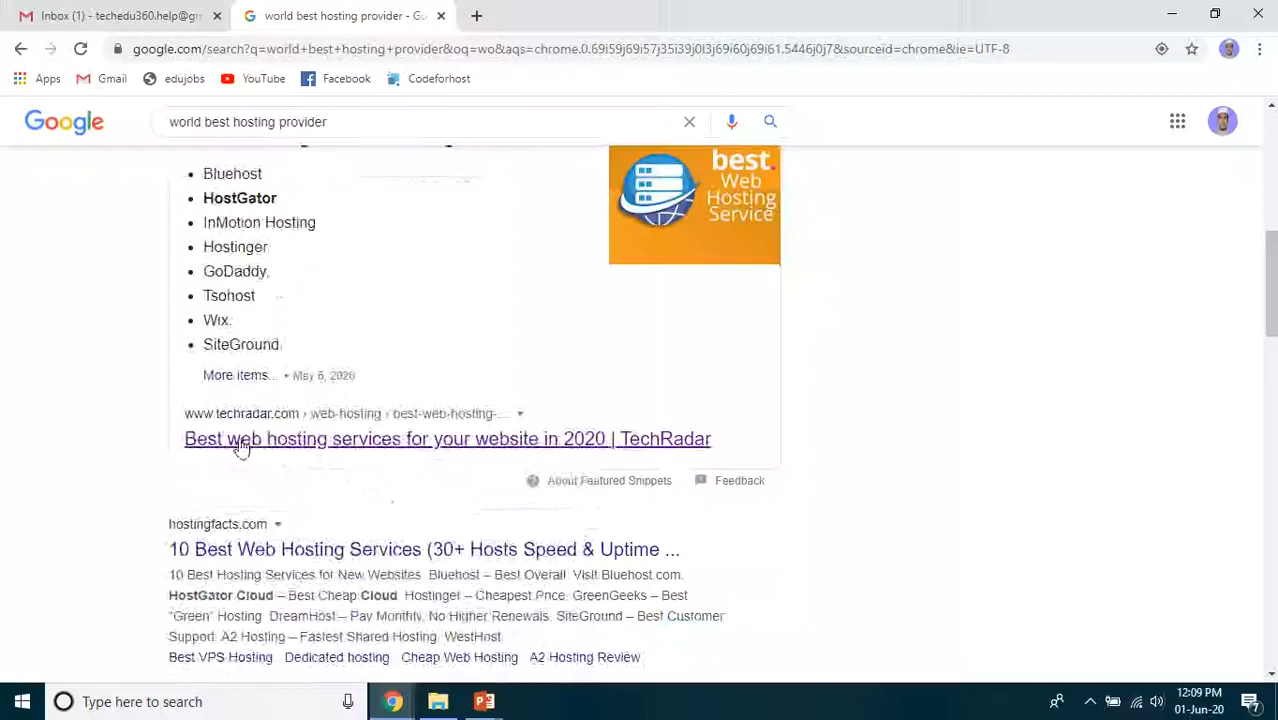 Inbox (1) - techedu360.help@gm
world best hosting provider - Go
google.com/search?q=world+best+hosting+provider&oq=wo&aqs=chrome.0.69i59j69i57j35i39j0l3j69i60j69i61.5446j0j7&sourceid=chrome&ie=UTF-8
Apps Gmail edujobs YouTube Facebook Codeforhost
Google world best hosting provider
best.
Web
Hosting
Service
Bluehost
HostGator
InMotion Hosting
Hostinger
GoDaddy.
Tsohost
Wix.
SiteGround
More items... • May 6, 2020
www.techradar.com › web-hosting › best-web-hosting-...
Best web hosting services for your website in 2020 | TechRadar
About Featured Snippets Feedback
hostingfacts.com
10 Best Web Hosting Services (30+ Hosts Speed & Uptime ...
10 Best Hosting Services for New Websites Bluehost – Best Overall Visit Bluehost.com.
HostGator Cloud – Best Cheap Cloud Hostinger – Cheapest Price GreenGeeks – Best
"Green" Hosting DreamHost – Pay Monthly, No Higher Renewals. SiteGround – Best Customer
Support A2 Hosting – Fastest Shared Hosting WestHost
Best VPS Hosting Dedicated hosting Cheap Web Hosting A2 Hosting Review
Type here to search
12:09 PM
01-Jun-20
7